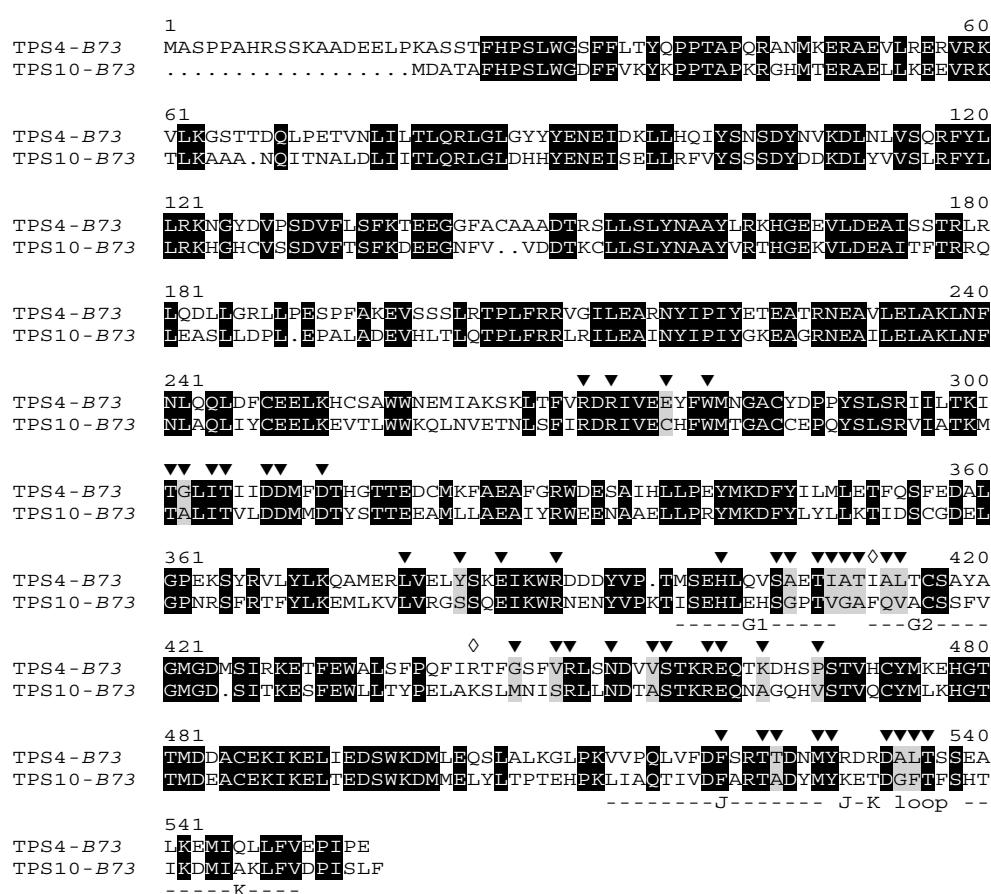 1 60
TPS4-B73 MASPPAHRSSKAADEELPKASSTFHPSLWGSFFLTYQPPTAPQRANMKERAEVLRERVRK
TPS10-B73 ..................MDATAFHPSLWGDFFVKYKPPTAPKRGHMTERAELLKEEVRK
61 120
TPS4-B73 VLKGSTTDQLPETVNLILTLQRLGLGYYYENEIDKLLHQIYSNSDYNVKDLNLVSQRFYL
TPS10-B73 TLKAAA.NQITNALDLIITLQRLGLDHHYENEISELLRFVYSSSDYDDKDLYVVSLRFYL
121 180
TPS4-B73 LRKNGYDVPSDVFLSFKTEEGGFACAAADTRSLLSLYNAAYLRKHGEEVLDEAISSTRLR
TPS10-B73 LRKHGHCVSSDVFTSFKDEEGNFV..VDDTKCLLSLYNAAYVRTHGEKVLDEAITFTRRQ
181 240
TPS4-B73 LQDLLGRLLPESPFAKEVSSSLRTPLFRRVGILEARNYIPIYETEATRNEAVLELAKLNF
TPS10-B73 LEASLLDPL.EPALADEVHLTLQTPLFRRLRILEAINYIPIYGKEAGRNEAILELAKLNF
241 300
TPS4-B73 NLQQLDFCEELKHCSAWWNEMIAKSKLTFVRDRIVEEYFWMNGACYDPPYSLSRIILTKI
TPS10-B73 NLAQLIYCEELKEVTLWWKQLNVETNLSFIRDRIVECHFWMTGACCEPQYSLSRVIATKM
360
TPS4-B73 TGLITIIDDMFDTHGTTEDCMKFAEAFGRWDESAIHLLPEYMKDFYILMLETFQSFEDAL
TPS10-B73 TALITVLDDMMDTYSTTEEAMLLAEAIYRWEENAAELLPRYMKDFYLYLLKTIDSCGDEL
361 420
TPS4-B73 GPEKSYRVLYLKQAMERLVELYSKEIKWRDDDYVP.TMSEHLQVSAETIATIALTCSAYA
TPS10-B73 GPNRSFRTFYLKEMLKVLVRGSSQEIKWRNENYVPKTISEHLEHSGPTVGAFQVACSSFV
-----G1----- ---G2----
421 480
TPS4-B73 GMGDMSIRKETFEWALSFPQFIRTFGSFVRLSNDVVSTKREQTKDHSPSTVHCYMKEHGT
TPS10-B73 GMGD.SITKESFEWLLTYPELAKSLMNISRLLNDTASTKREQNAGQHVSTVQCYMLKHGT
481 540
TPS4-B73 TMDDACEKIKELIEDSWKDMLEQSLALKGLPKVVPQLVFDFSRTTDNMYRDRDALTSSEA
TPS10-B73 TMDEACEKIKELTEDSWKDMMELYLTPTEHPKLIAQTIVDFARTADYMYKETDGFTFSHT
--------J------- J-K loop --
541
TPS4-B73 LKEMIQLLFVEPIPE
TPS10-B73 IKDMIAKLFVDPISLF
-----K----